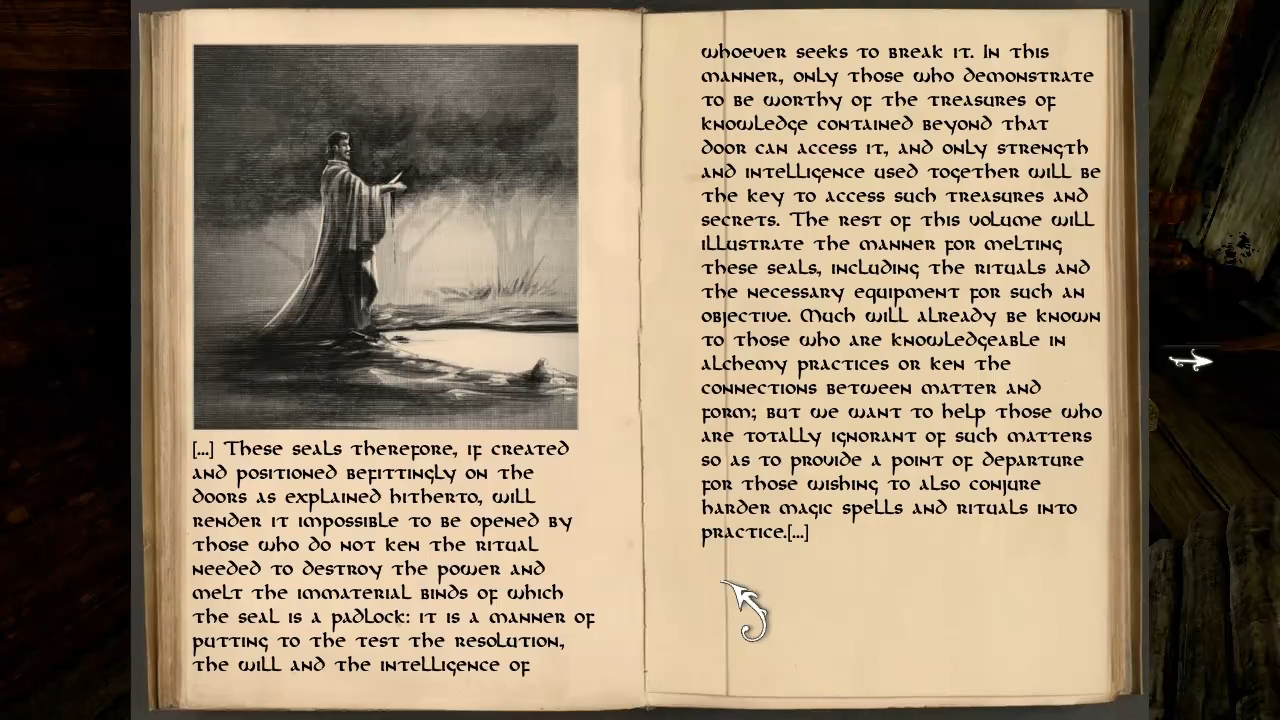 [...] These seals therefore, if created
and positioned befittingly on the
doors as explained hitherto, will
render it impossible to be opened by
those who do not ken the ritual
needed to destroy the power and
melt the immaterial binds of which
the seal is a padlock: it is a manner of
putting to the test the resolution,
the will and the intelligence of
whoever seeks to break it. In this
manner, only those who demonstrate
to be worthy of the treasures of
knowledge contained beyond that
door can access it, and only strength
and intelligence used together will be
the key to access such treasures and
secrets. The rest of this volume will
illustrate the manner for melting
these seals, including the rituals and
the necessary equipment for such an
objective. Much will already be known
to those who are knowledgeable in
alchemy practices or ken the
connections between matter and
form; but we want to help those who
are totally ignorant of such matters
so as to provide a point of departure
for those wishing to also conjure
harder magic spells and rituals into
practice.[...]